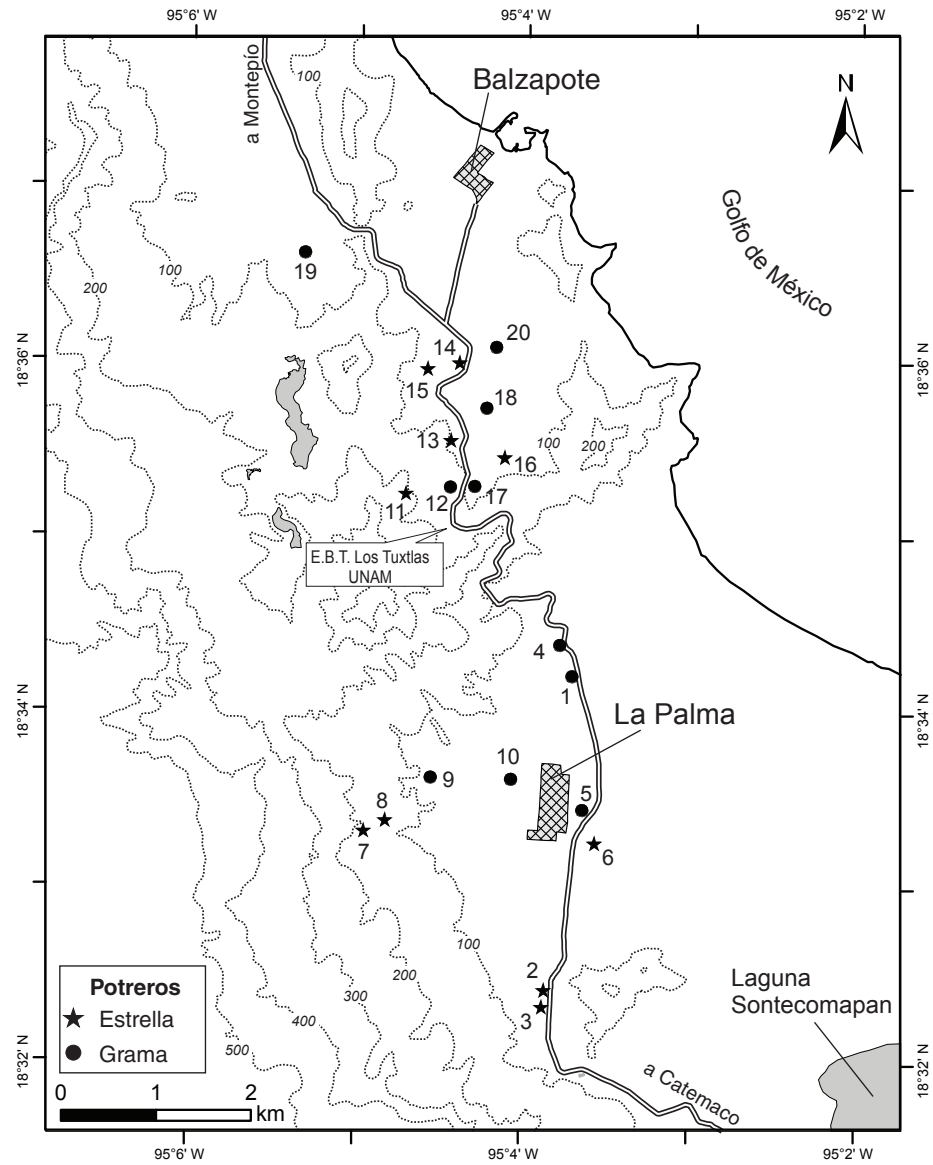 95°6' W
95°4' W
95°2' W
a Montepío
100
Balzapote
N
Golfo de México
19
100
200
20
14
15
18°36' N
18°36' N
18
13
100
200
16
11
12
17
E.B.T. Los Tuxtlas
UNAM
4
1
18°34' N
18°34' N
La Palma
10
9
5
8
7
6
100
200
300
400
500
2
3
Laguna
Sontecomapan
Potreros
Estrella
Grama
18°32' N
18°32' N
a Catemaco
0
1
2
km
95°6' W
95°4' W
95°2' W